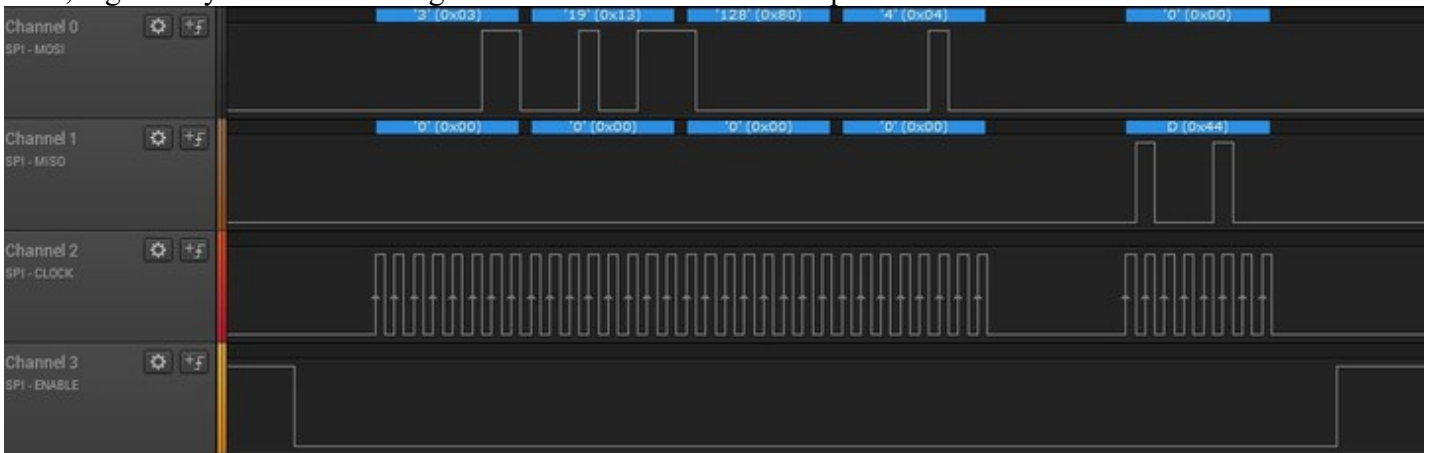 Channel 0
SPI - MOSI
'3' (0x03) '19' (0x13) '128' (0x80) '4' (0x04) '0' (0x00)
Channel 1
SPI - MISO
'0' (0x00) '0' (0x00) '0' (0x00) '0' (0x00) D (0x44)
Channel 2
SPI - CLOCK
Channel 3
SPI - ENABLE